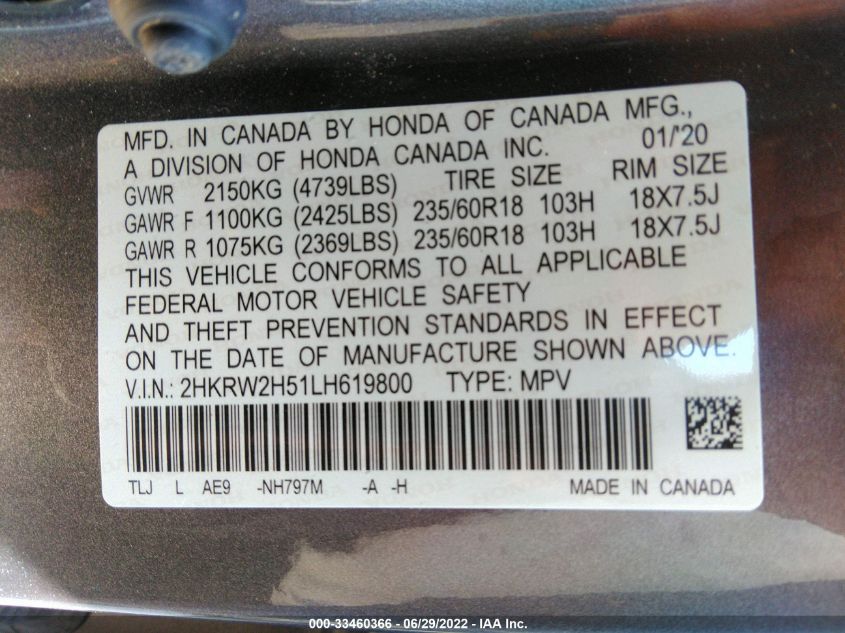 MFD. IN CANADA BY HONDA OF CANADA MFG.,
A DIVISION OF HONDA CANADA INC. 01/'20
GVWR 2150KG (4739LBS) TIRE SIZE RIM SIZE
GAWR F 1100KG (2425LBS) 235/60R18 103H 18X7.5J
GAWR R 1075KG (2369LBS) 235/60R18 103H 18X7.5J
THIS VEHICLE CONFORMS TO ALL APPLICABLE
FEDERAL MOTOR VEHICLE SAFETY
AND THEFT PREVENTION STANDARDS IN EFFECT
ON THE DATE OF MANUFACTURE SHOWN ABOVE.
V.I.N.: 2HKRW2H51LH619800 TYPE: MPV
TLJ L AE9 -NH797M -A -H MADE IN CANADA
000-33460366 - 06/29/2022 - IAA Inc.